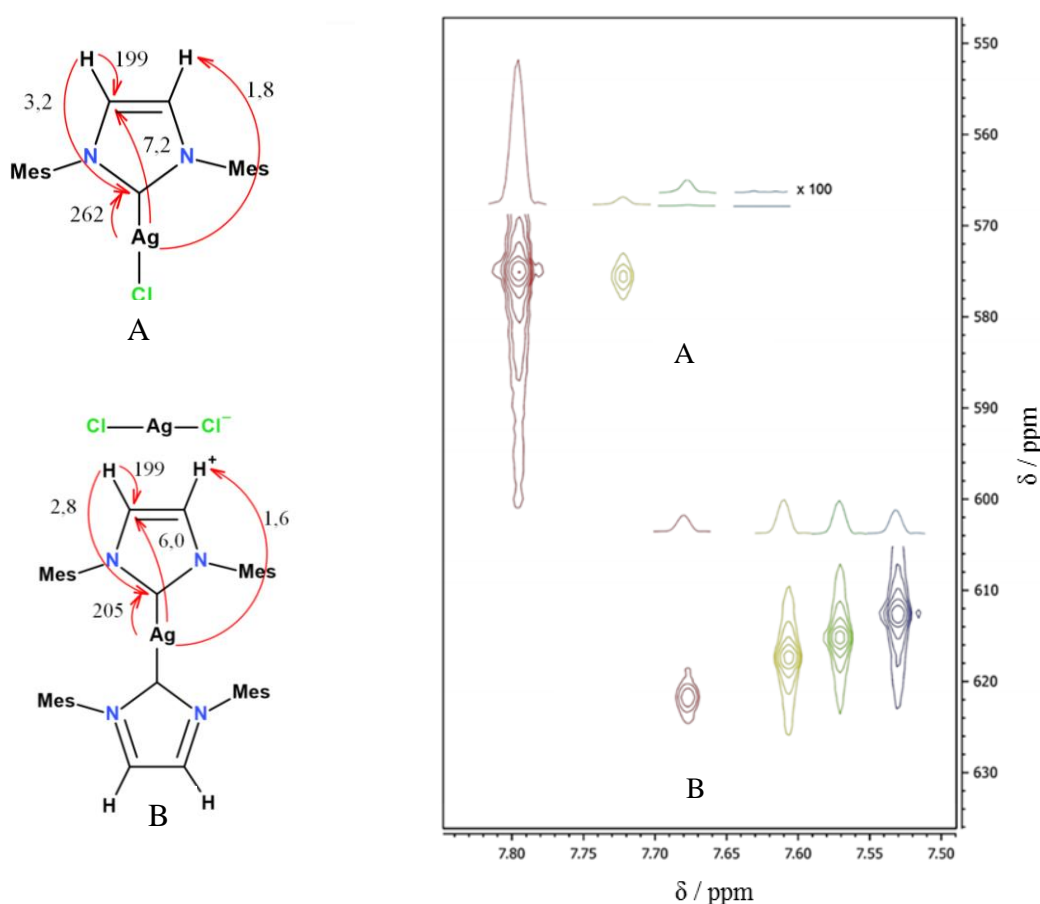 H 199 H
3,2 1,8
7,2
N N
Mes Mes
262
Ag
Cl
A
Cl Ag Cl⁻
H 199 H⁺
2,8 1,6
6,0
N N
Mes Mes
205
Ag
Mes Mes
N N
H H
B
x 100
A
B
550
560
570
580
590
600
610
620
630
δ / ppm
7.80 7.75 7.70 7.65 7.60 7.55 7.50
δ / ppm